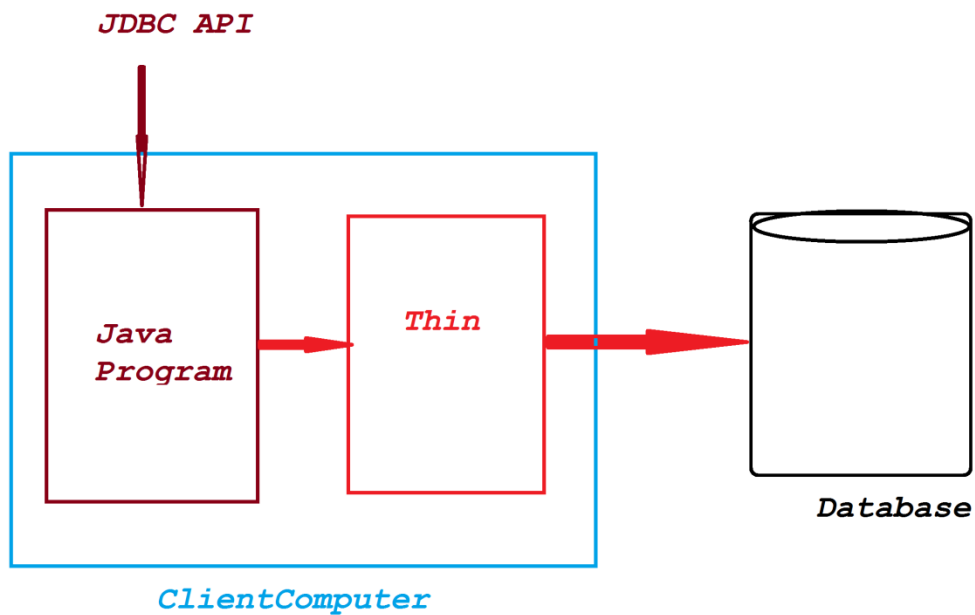 JDBC API
Java
Program
Thin
Database
ClientComputer